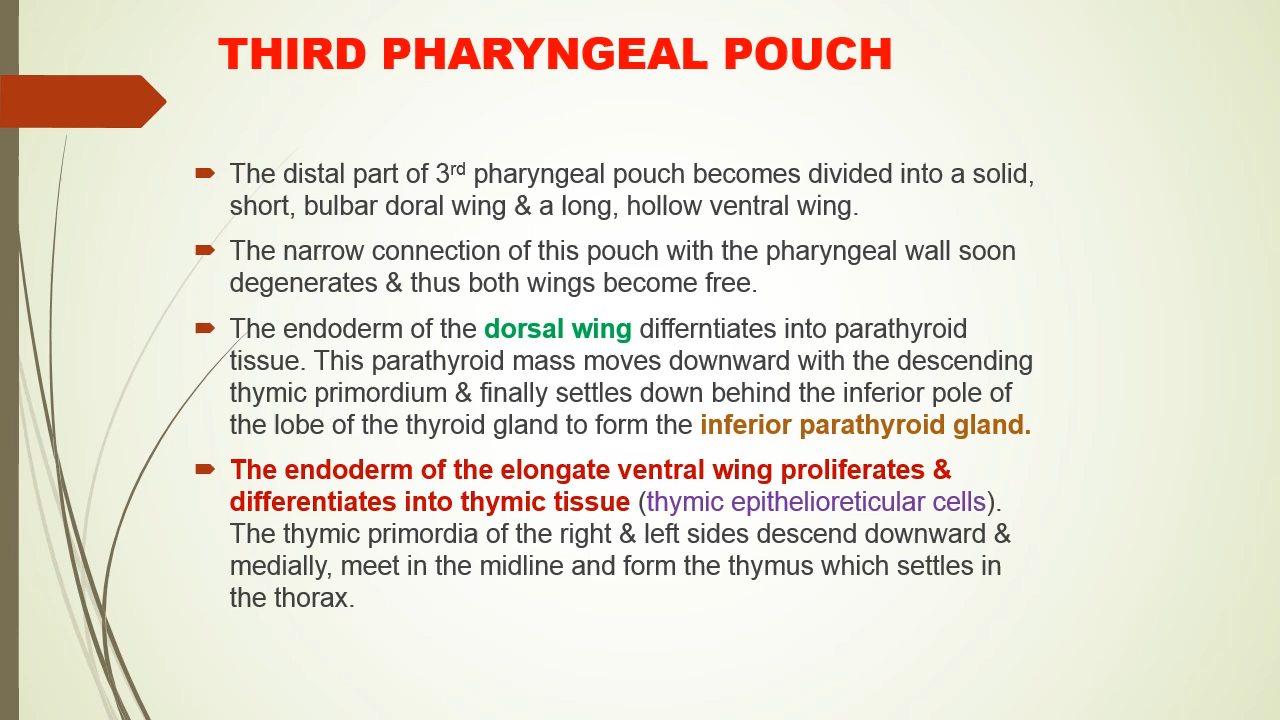 THIRD PHARYNGEAL POUCH
The distal part of 3rd pharyngeal pouch becomes divided into a solid,
short, bulbar doral wing & a long, hollow ventral wing.
The narrow connection of this pouch with the pharyngeal wall soon
degenerates & thus both wings become free.
The endoderm of the dorsal wing differntiates into parathyroid
tissue. This parathyroid mass moves downward with the descending
thymic primordium & finally settles down behind the inferior pole of
the lobe of the thyroid gland to form the inferior parathyroid gland.
The endoderm of the elongate ventral wing proliferates &
differentiates into thymic tissue (thymic epithelioreticular cells).
The thymic primordia of the right & left sides descend downward &
medially, meet in the midline and form the thymus which settles in
the thorax.